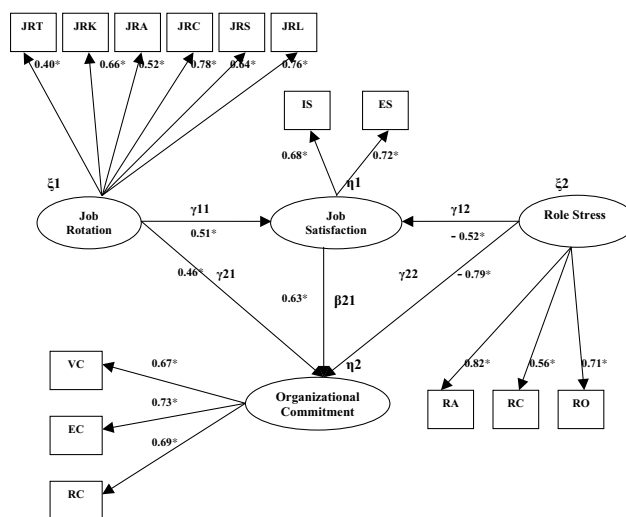 JRT JRK JRA JRC JRS JRL
0.40* 0.66* 0.52* 0.78* 0.64* 0.76*
IS ES
0.68* 0.72*
ξ1 η1 ξ2
Job
Rotation
γ11
0.51*
Job
Satisfaction
γ12
- 0.52*
Role Stress
0.46* γ21
0.63* β21
γ22
- 0.79*
η2
VC
0.67*
EC
0.73*
RC
0.69*
Organizational
Commitment
0.82* 0.56* 0.71*
RA RC RO